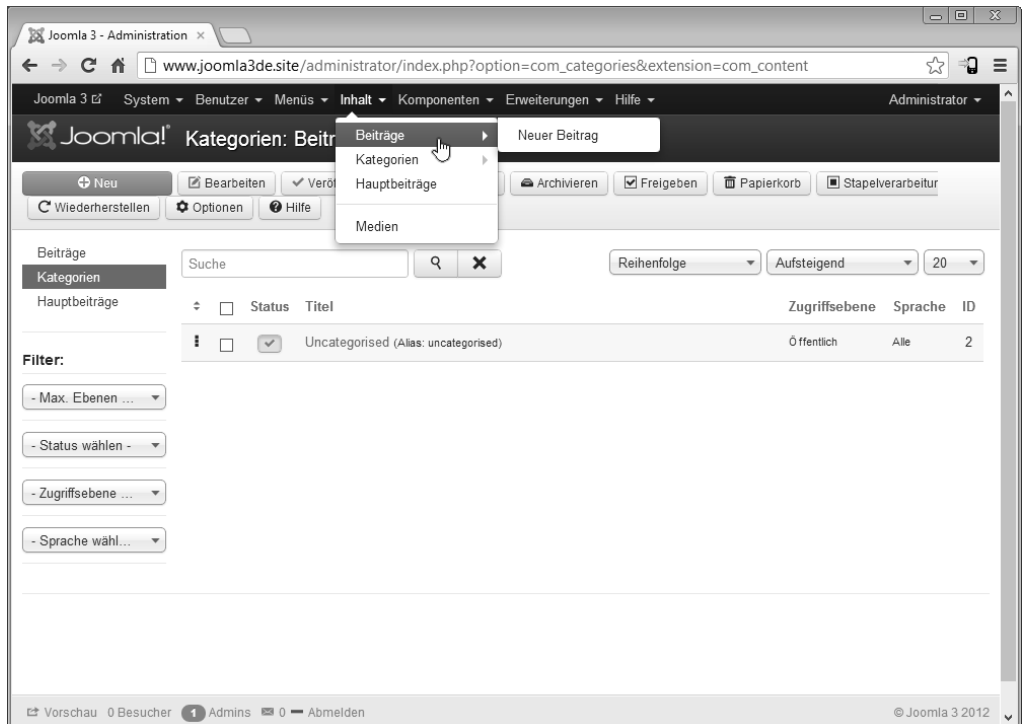 Joomla 3 - Administration ×
www.joomla3de.site/administrator/index.php?option=com_categories&extension=com_content
Joomla 3 System Benutzer Menüs Inhalt Komponenten Erweiterungen Hilfe Administrator
Joomla! Kategorien: Beitr
Beiträge Neuer Beitrag
Kategorien
Hauptbeiträge
Medien
Neu Bearbeiten Veröf Archivieren Freigeben Papierkorb Stapelverarbeitur
Wiederherstellen Optionen Hilfe
Beiträge
Kategorien
Hauptbeiträge
Suche Reihenfolge Aufsteigend 20
Status Titel Zugriffsebene Sprache ID
Uncategorised (Alias: uncategorised) Öffentlich Alle 2
Filter:
- Max. Ebenen ...
- Status wählen -
- Zugriffsebene ...
- Sprache wähl...
Vorschau 0 Besucher 1 Admins 0 Abmelden © Joomla 3 2012